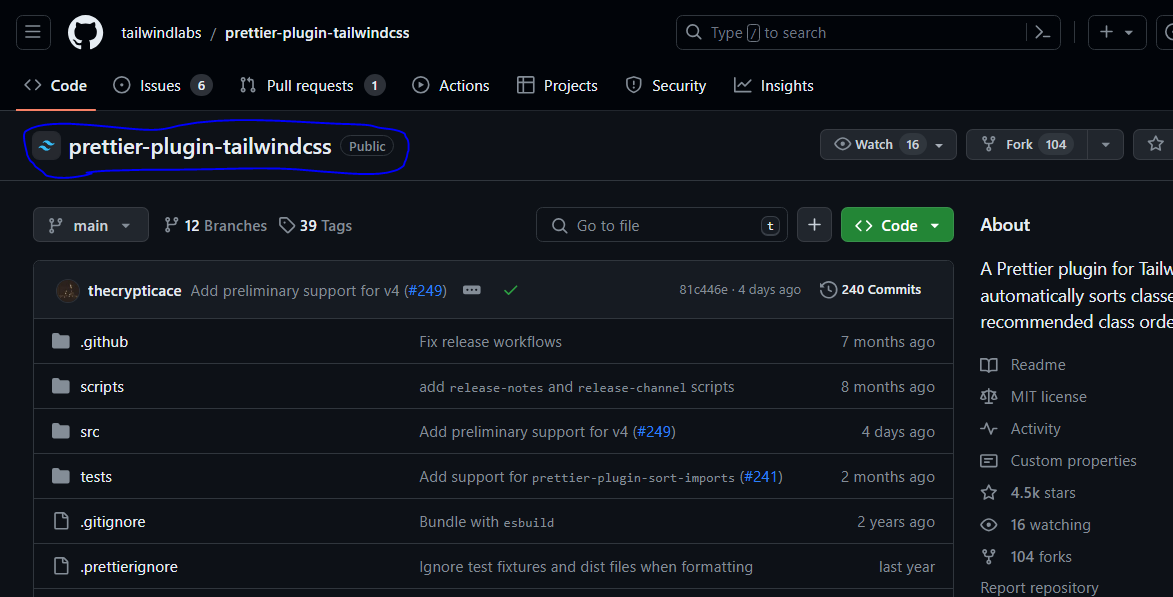 tailwindlabs / prettier-plugin-tailwindcss
Type / to search
Code Issues 6 Pull requests 1 Actions Projects Security Insights
prettier-plugin-tailwindcss Public
Watch 16 Fork 104
main 12 Branches 39 Tags
Go to file t
Code
thecrypticace Add preliminary support for v4 (#249)
81c446e · 4 days ago 240 Commits
.github Fix release workflows 7 months ago
scripts add release-notes and release-channel scripts 8 months ago
src Add preliminary support for v4 (#249) 4 days ago
tests Add support for prettier-plugin-sort-imports (#241) 2 months ago
.gitignore Bundle with esbuild 2 years ago
.prettierignore Ignore test fixtures and dist files when formatting last year
About
A Prettier plugin for
automatically sorts
recommended class
Readme
MIT license
Activity
Custom properties
4.5k stars
16 watching
104 forks
Report repository